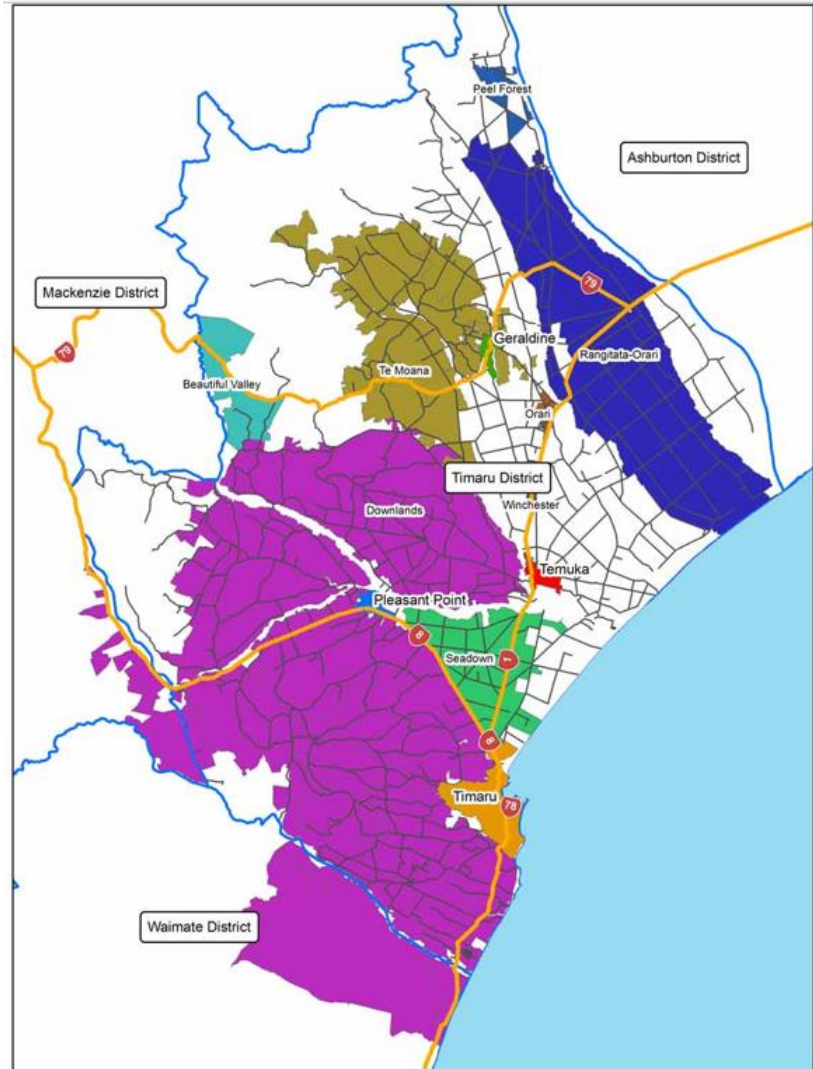 Peel Forest
Ashburton District
79
Mackenzie District
79
Geraldine
Rangitata-Orari
Te Moana
Beautiful Valley
Orari
Timaru District
Winchester
Downlands
Temuka
Pleasant Point
8
Seadown
1
8
Timaru
78
Waimate District